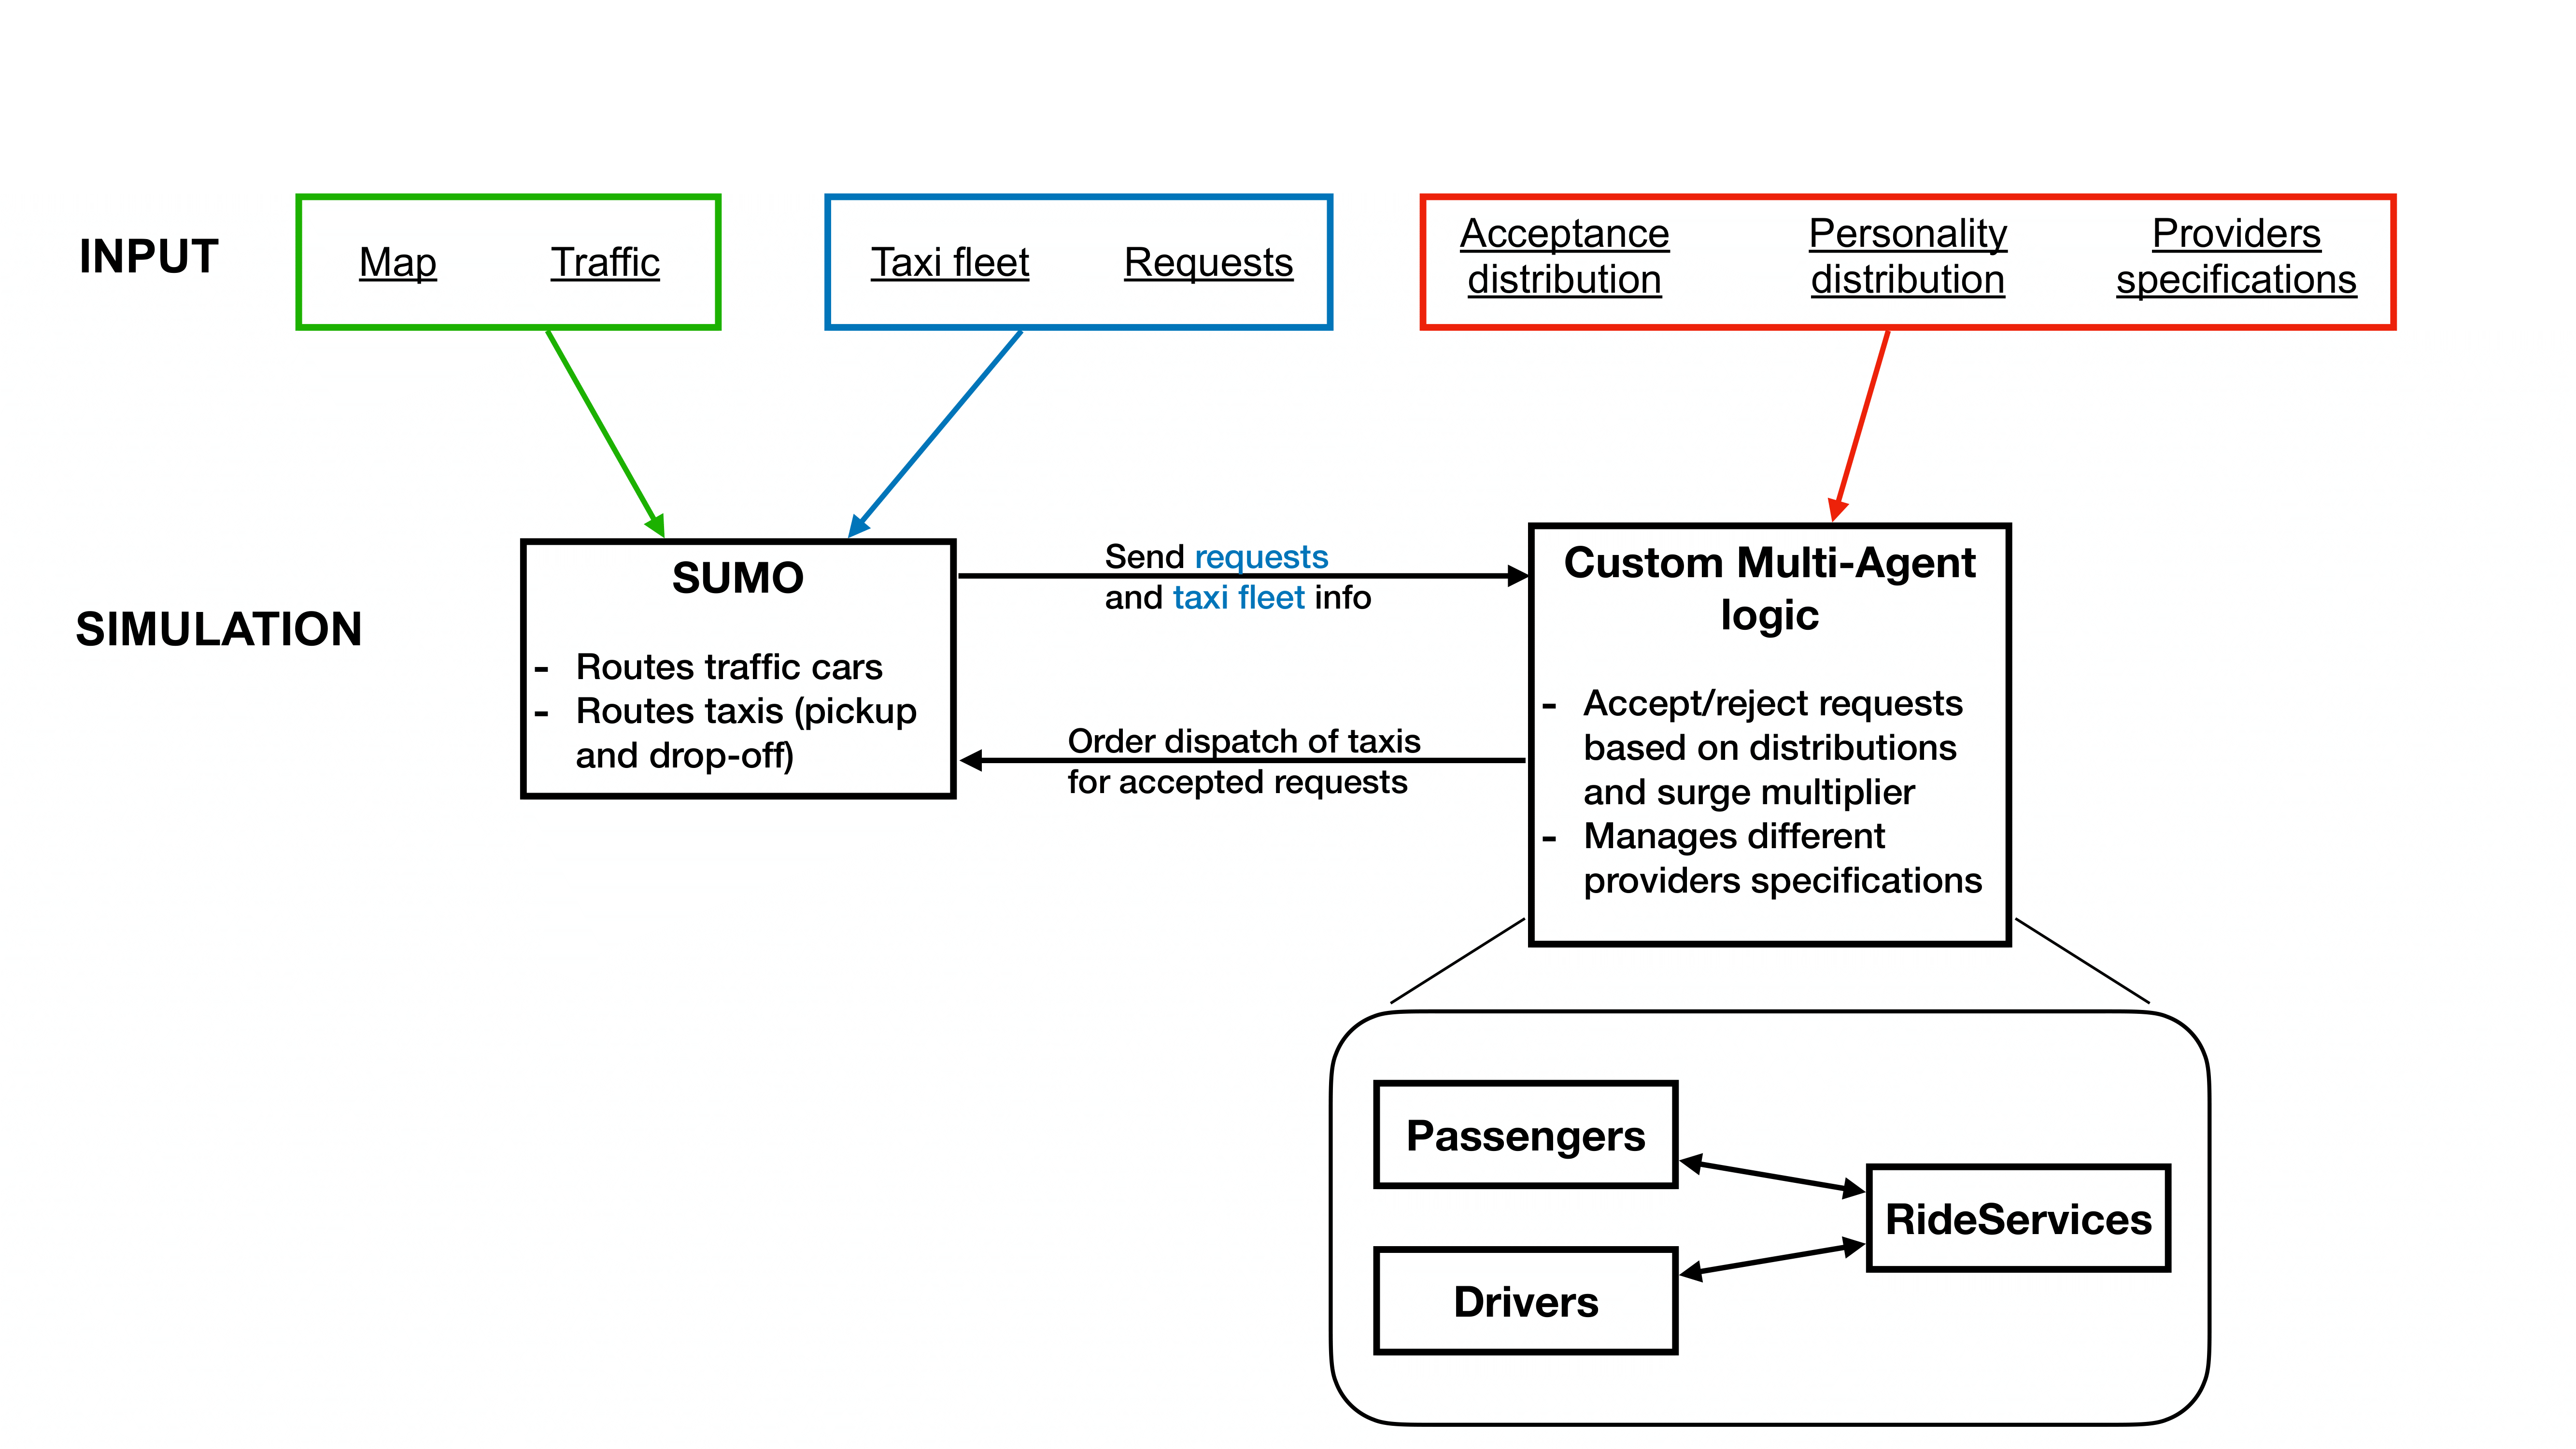 INPUT
Map
Traffic
Taxi fleet
Requests
Acceptance
distribution
Personality
distribution
Providers
specifications
SIMULATION
SUMO
- Routes traffic cars
- Routes taxis (pickup
and drop-off)
Send requests
and taxi fleet info
Order dispatch of taxis
for accepted requests
Custom Multi-Agent
logic
- Accept/reject requests
based on distributions
and surge multiplier
- Manages different
providers specifications
Passengers
Drivers
RideServices